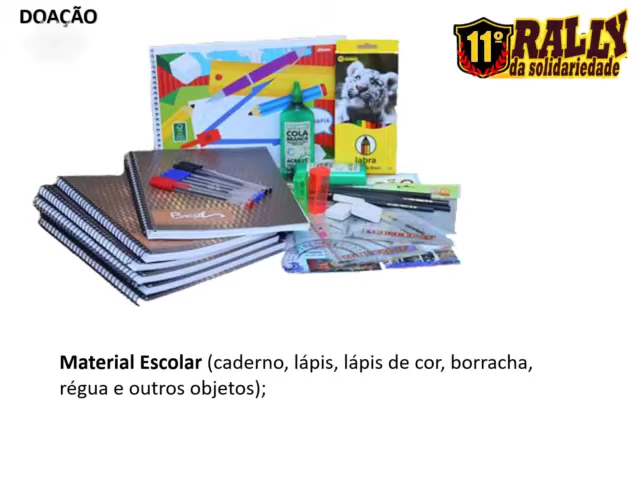 DOAÇÃO
11º RALLY
da solidariedade
COLA
BRANCA
labra
Brasil
Material Escolar (caderno, lápis, lápis de cor, borracha,
régua e outros objetos);